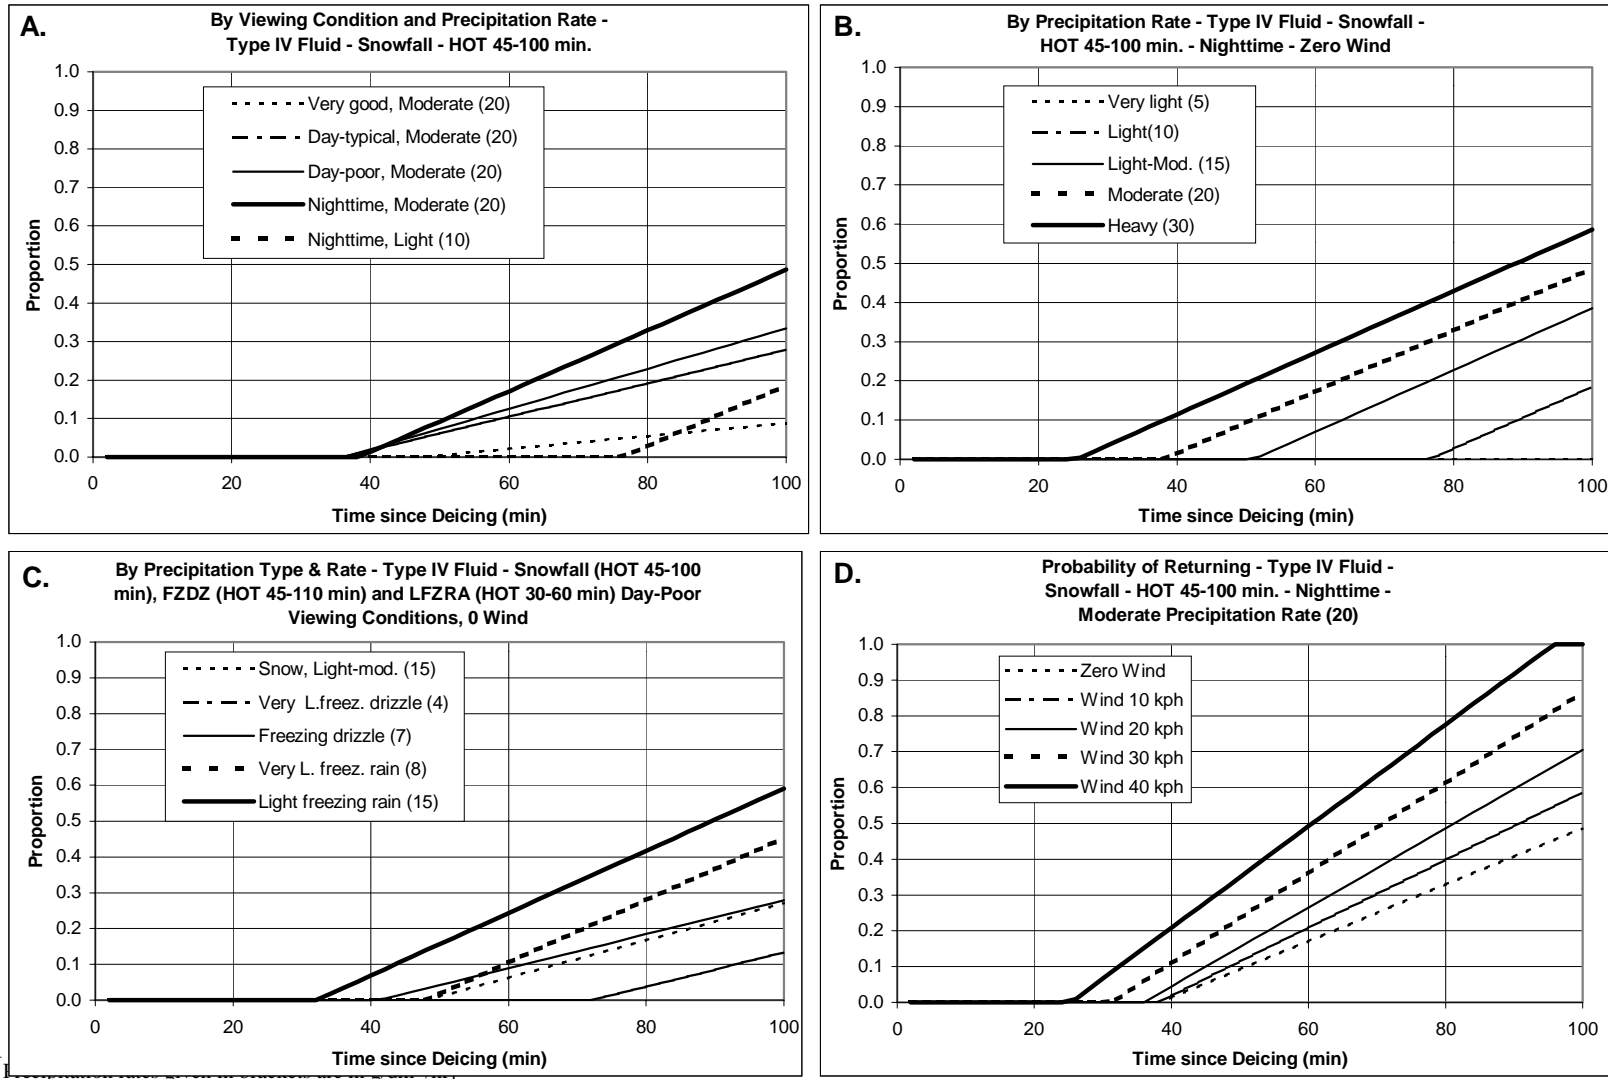 A.
By Viewing Condition and Precipitation Rate -
Type IV Fluid - Snowfall - HOT 45-100 min.
1.0
0.9
0.8
0.7
0.6
0.5
0.4
0.3
0.2
0.1
0.0
Proportion
Very good, Moderate (20)
Day-typical, Moderate (20)
Day-poor, Moderate (20)
Nighttime, Moderate (20)
Nighttime, Light (10)
0 20 40 60 80 100
Time since Deicing (min)
B.
By Precipitation Rate - Type IV Fluid - Snowfall -
HOT 45-100 min. - Nighttime - Zero Wind
1.0
0.9
0.8
0.7
0.6
0.5
0.4
0.3
0.2
0.1
0.0
Proportion
Very light (5)
Light(10)
Light-Mod. (15)
Moderate (20)
Heavy (30)
0 20 40 60 80 100
Time since Deicing (min)
C.
By Precipitation Type & Rate - Type IV Fluid - Snowfall (HOT 45-100
min), FZDZ (HOT 45-110 min) and LFZRA (HOT 30-60 min) Day-Poor
Viewing Conditions, 0 Wind
1.0
0.9
0.8
0.7
0.6
0.5
0.4
0.3
0.2
0.1
0.0
Proportion
Snow, Light-mod. (15)
Very L.freez. drizzle (4)
Freezing drizzle (7)
Very L. freez. rain (8)
Light freezing rain (15)
0 20 40 60 80 100
Time since Deicing (min)
D.
Probability of Returning - Type IV Fluid -
Snowfall - HOT 45-100 min. - Nighttime -
Moderate Precipitation Rate (20)
1.0
0.9
0.8
0.7
0.6
0.5
0.4
0.3
0.2
0.1
0.0
Proportion
Zero Wind
Wind 10 kph
Wind 20 kph
Wind 30 kph
Wind 40 kph
0 20 40 60 80 100
Time since Deicing (min)